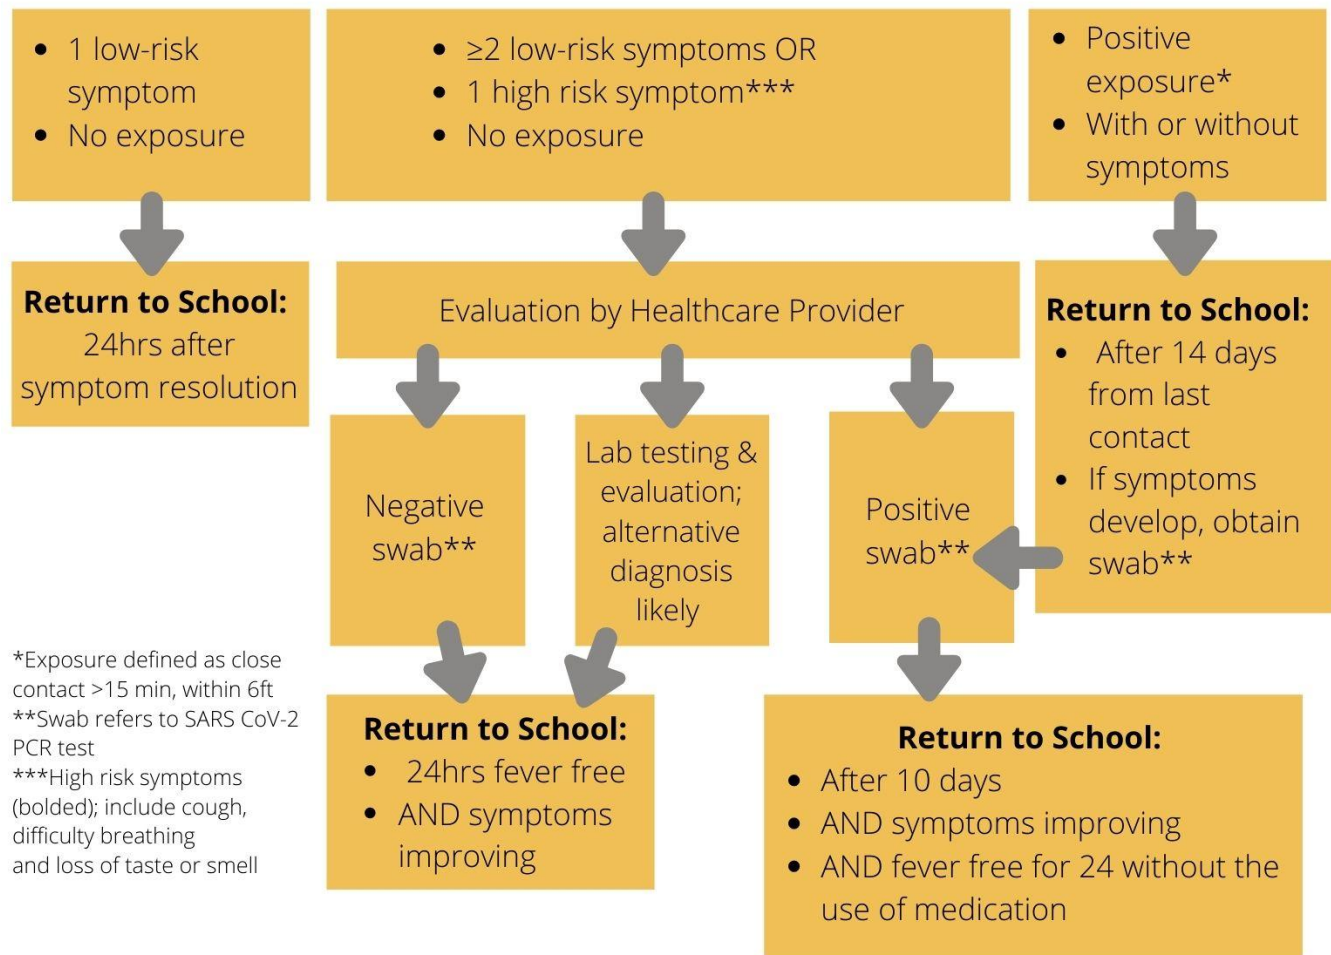 • 1 low-risk
symptom
• No exposure
• ≥2 low-risk symptoms OR
• 1 high risk symptom***
• No exposure
• Positive
exposure*
• With or without
symptoms
Return to School:
24hrs after
symptom resolution
Evaluation by Healthcare Provider
Return to School:
• After 14 days
from last
contact
• If symptoms
develop, obtain
swab**
Negative
swab**
Lab testing &
evaluation;
alternative
diagnosis
likely
Positive
swab**
*Exposure defined as close
contact >15 min, within 6ft
**Swab refers to SARS CoV-2
PCR test
***High risk symptoms
(bolded); include cough,
difficulty breathing
and loss of taste or smell
Return to School:
• 24hrs fever free
• AND symptoms
improving
Return to School:
• After 10 days
• AND symptoms improving
• AND fever free for 24 without the
use of medication